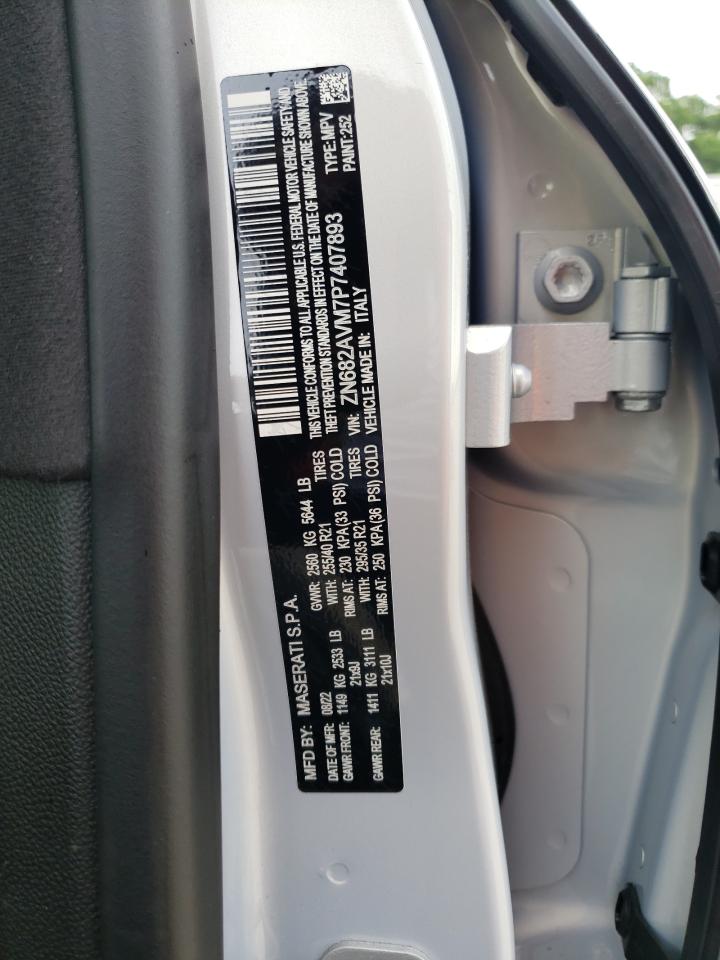 MFD BY: MASERATI S.P.A.
DATE OF MFR: 08/22 GVWR: 2560 KG 5644 LB
GAWR FRONT: 1149 KG 2533 LB WITH: 255/40 R21 TIRES
21x9J RIMS AT: 230 KPA(33 PSI) COLD
GAWR REAR: 1411 KG 3111 LB WITH: 295/35 R21 TIRES
21x10J RIMS AT: 250 KPA(36 PSI) COLD
THIS VEHICLE CONFORMS TO ALL APPLICABLE U.S. FEDERAL MOTOR VEHICLE SAFETY AND
THEFT PREVENTION STANDARDS IN EFFECT ON THE DATE OF MANUFACTURE SHOWN ABOVE.
VIN: ZN682AVM7P7407893 TYPE: MPV
VEHICLE MADE IN: ITALY PAINT: 252